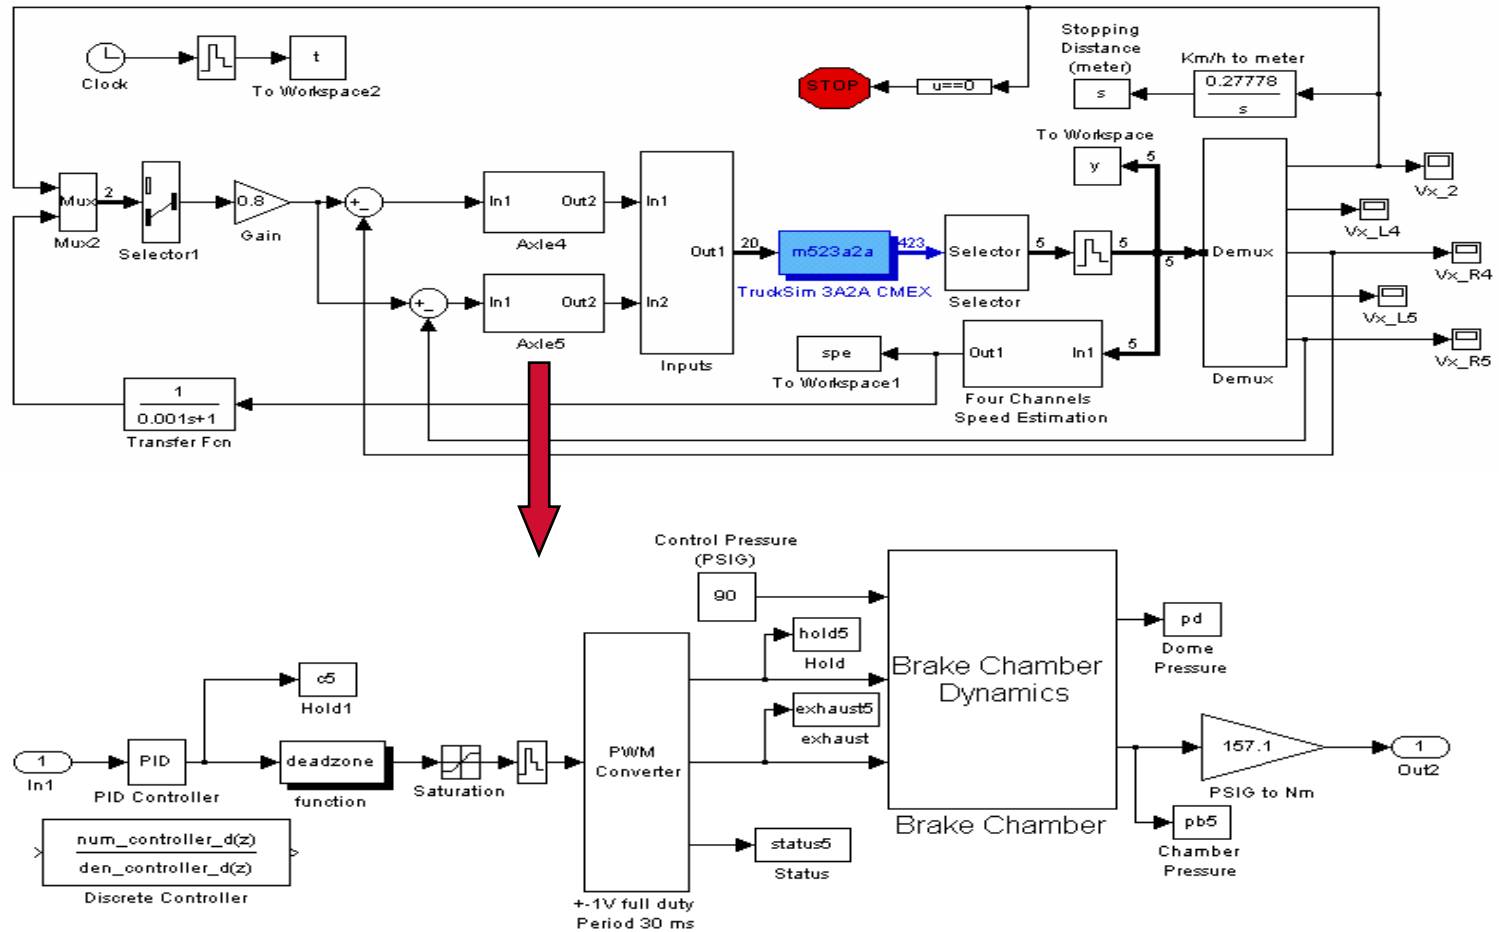 Clock
t
To Workspace2
STOP
u==0
Stopping
Disstance
(meter)
s
Km/h to meter
0.27778
s
To Workspace
y
5
Vx_2
Mux
Mux2
2
Selector1
0.8
Gain
+
−
In1
Out2
Axle4
In1
In2
Out1
Inputs
20
m523a2a
423
TruckSim 3A2A CMEX
Selector
Selector
5
5
5
Demux
Demux
Vx_L4
Vx_R4
Vx_L5
Vx_R5
+
−
In1
Out2
Axle5
spe
To Workspace1
Out1
In1
5
Four Channels
Speed Estimation
1
0.001s+1
Transfer Fcn
Control Pressure
(PSIG)
90
hold5
Hold
exhaust5
exhaust
Brake Chamber
Dynamics
Brake Chamber
pd
Dome
Pressure
c5
Hold1
1
In1
PID
PID Controller
deadzone
function
Saturation
PWM
Converter
+-1V full duty
Period 30 ms
157.1
PSIG to Nm
1
Out2
pb5
Chamber
Pressure
status5
Status
num_controller_d(z)
den_controller_d(z)
Discrete Controller